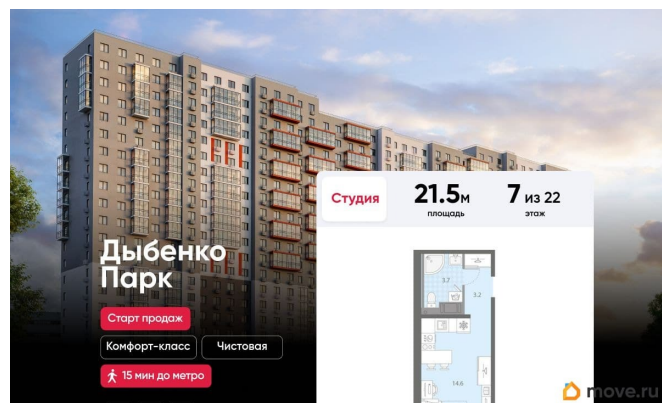 Студия
21.5м
площадь
7 из 22
этаж
3.7
3.2
14.6
Дыбенко
Парк
Старт продаж
Комфорт-класс
Чистовая
15 мин до метро
move.ru